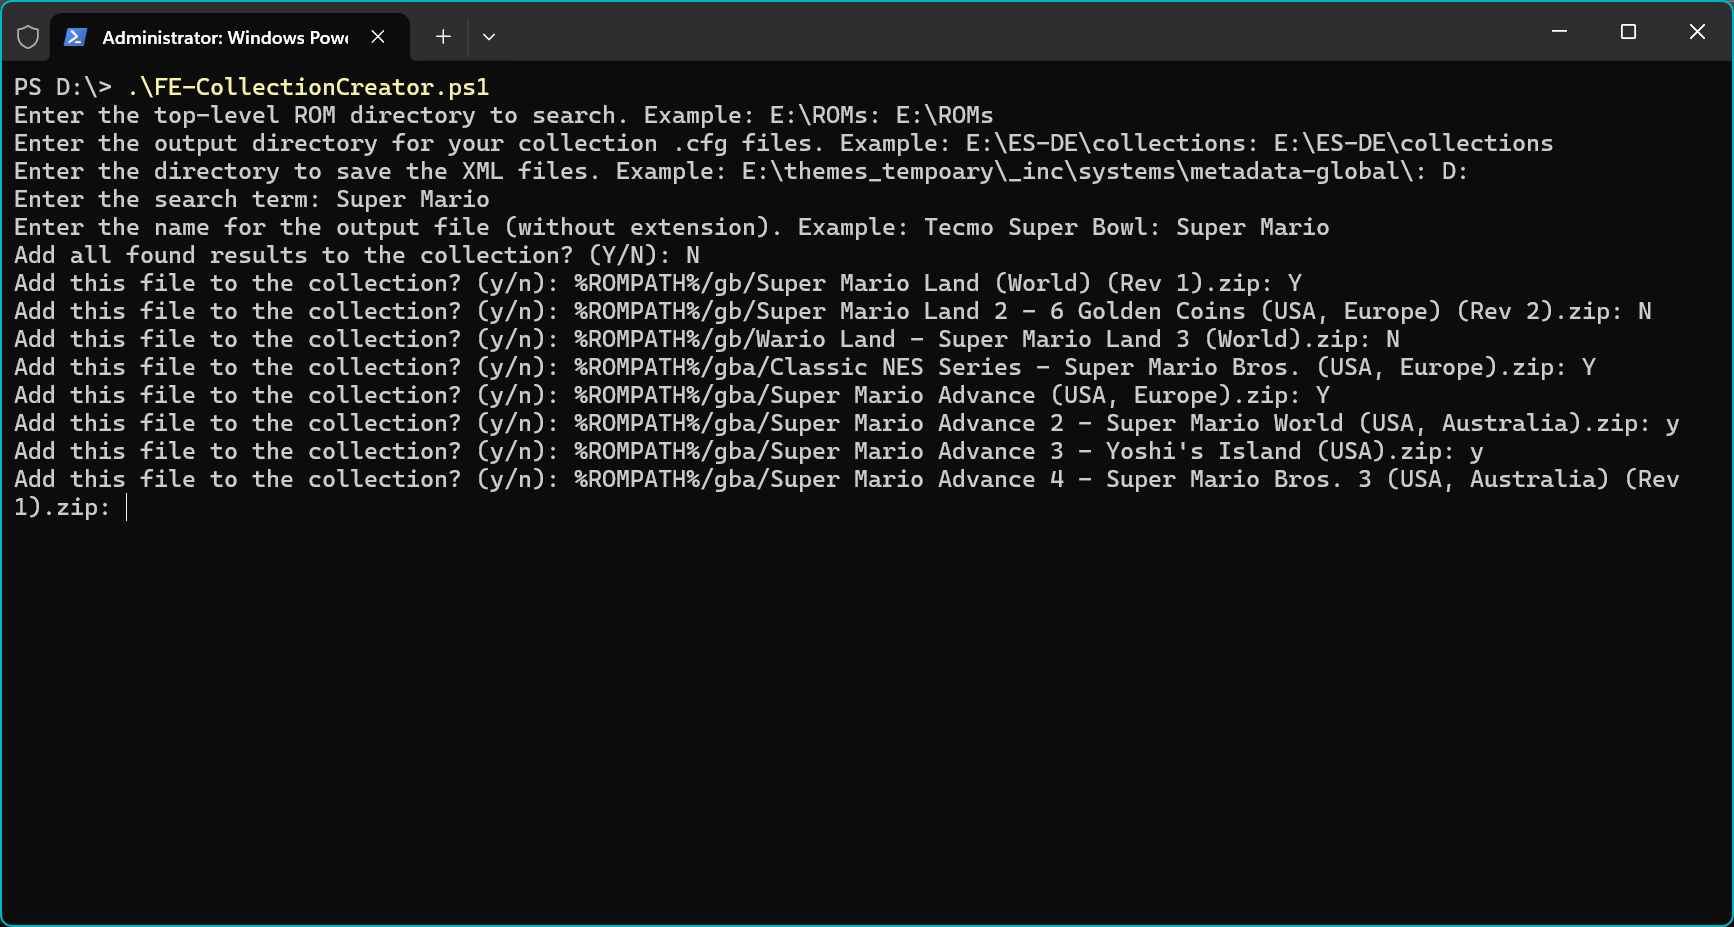 Administrator: Windows Pow
PS D:\> .\FE-CollectionCreator.ps1
Enter the top-level ROM directory to search. Example: E:\ROMs: E:\ROMs
Enter the output directory for your collection .cfg files. Example: E:\ES-DE\collections: E:\ES-DE\collections
Enter the directory to save the XML files. Example: E:\themes_tempoary\_inc\systems\metadata-global\: D:
Enter the search term: Super Mario
Enter the name for the output file (without extension). Example: Tecmo Super Bowl: Super Mario
Add all found results to the collection? (Y/N): N
Add this file to the collection? (y/n): %ROMPATH%/gb/Super Mario Land (World) (Rev 1).zip: Y
Add this file to the collection? (y/n): %ROMPATH%/gb/Super Mario Land 2 - 6 Golden Coins (USA, Europe) (Rev 2).zip: N
Add this file to the collection? (y/n): %ROMPATH%/gb/Wario Land - Super Mario Land 3 (World).zip: N
Add this file to the collection? (y/n): %ROMPATH%/gba/Classic NES Series - Super Mario Bros. (USA, Europe).zip: Y
Add this file to the collection? (y/n): %ROMPATH%/gba/Super Mario Advance (USA, Europe).zip: Y
Add this file to the collection? (y/n): %ROMPATH%/gba/Super Mario Advance 2 - Super Mario World (USA, Australia).zip: y
Add this file to the collection? (y/n): %ROMPATH%/gba/Super Mario Advance 3 - Yoshi's Island (USA).zip: y
Add this file to the collection? (y/n): %ROMPATH%/gba/Super Mario Advance 4 - Super Mario Bros. 3 (USA, Australia) (Rev
1).zip: